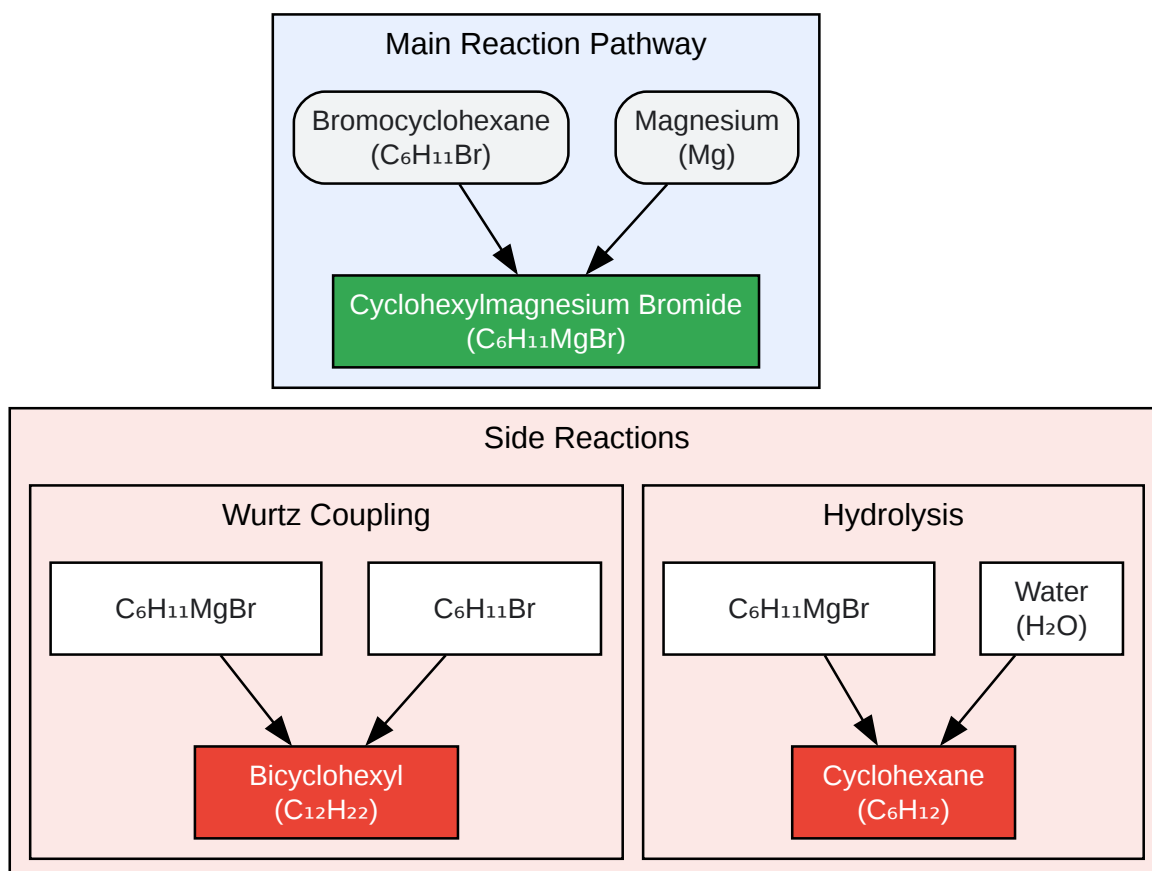 Main Reaction Pathway
Bromocyclohexane
(C₆H₁₁Br)
Magnesium
(Mg)
Cyclohexylmagnesium Bromide
(C₆H₁₁MgBr)
Side Reactions
Wurtz Coupling
C₆H₁₁MgBr
C₆H₁₁Br
Bicyclohexyl
(C₁₂H₂₂)
Hydrolysis
C₆H₁₁MgBr
Water
(H₂O)
Cyclohexane
(C₆H₁₂)